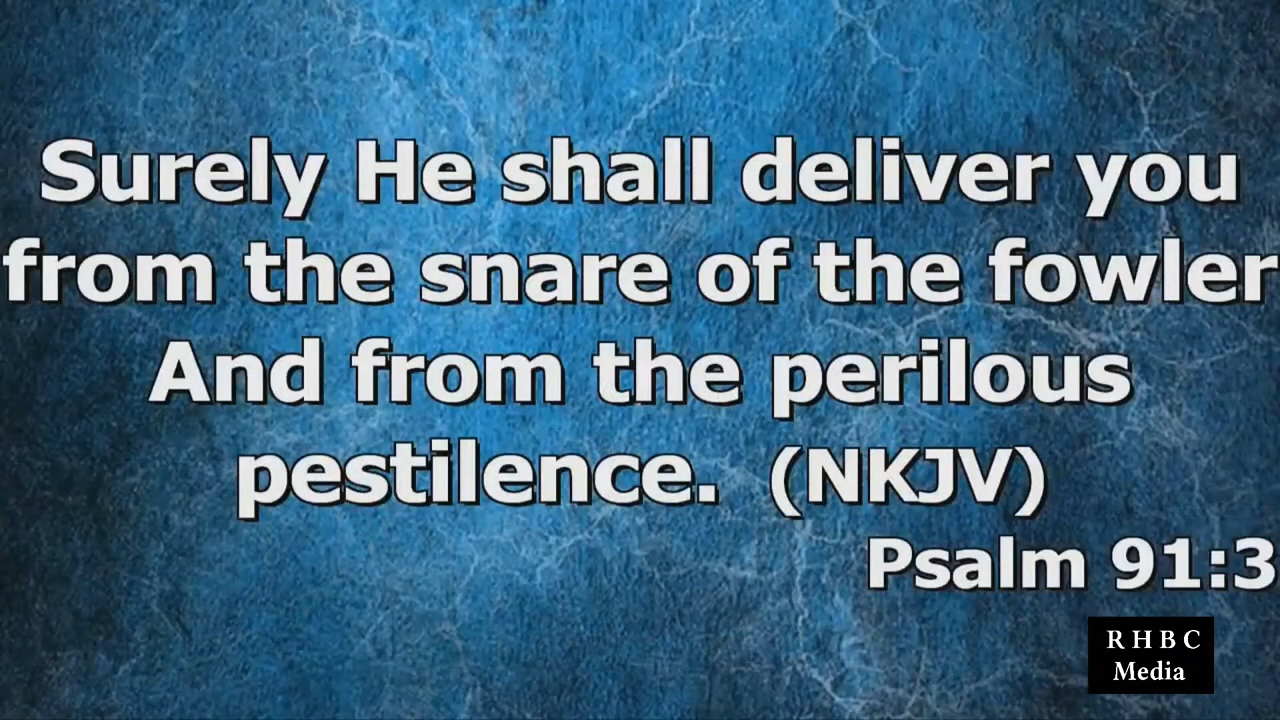 Surely He shall deliver you
from the snare of the fowler
And from the perilous
pestilence. (NKJV)
Psalm 91:3
RHBC
Media